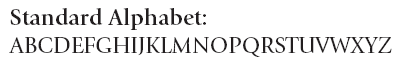 Standard Alphabet:
ABCDEFGHIJKLMNOPQRSTUVWXYZ